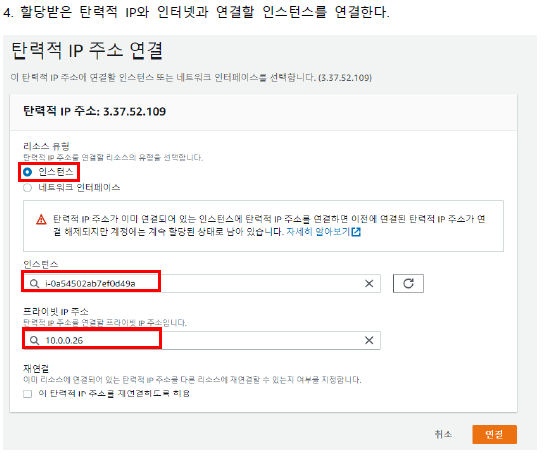 4. 할당받은 탄력적 IP와 인터넷과 연결할 인스턴스를 연결한다.
탄력적 IP 주소 연결
이 탄력적 IP 주소에 연결할 인스턴스 또는 네트워크 인터페이스를 선택합니다. (3.37.52.109)
탄력적 IP 주소: 3.37.52.109
리소스 유형
탄력적 IP 주소를 연결할 리소스의 유형을 선택합니다.
인스턴스
네트워크 인터페이스
탄력적 IP 주소가 이미 연결되어 있는 인스턴스에 탄력적 IP 주소를 연결하면 이전에 연결된 탄력적 IP 주소가 연
결 해제되지만 계정에는 계속 할당된 상태로 남아 있습니다. 자세히 알아보기
인스턴스
i-0a54502ab7ef0d49a
프라이빗 IP 주소
탄력적 IP 주소를 연결할 프라이빗 IP 주소입니다.
10.0.0.26
재연결
이미 리소스에 연결되어 있는 탄력적 IP 주소를 다른 리소스에 재연결할 수 있는지 여부를 지정합니다.
이 탄력적 IP 주소를 재연결하도록 허용
취소
연결